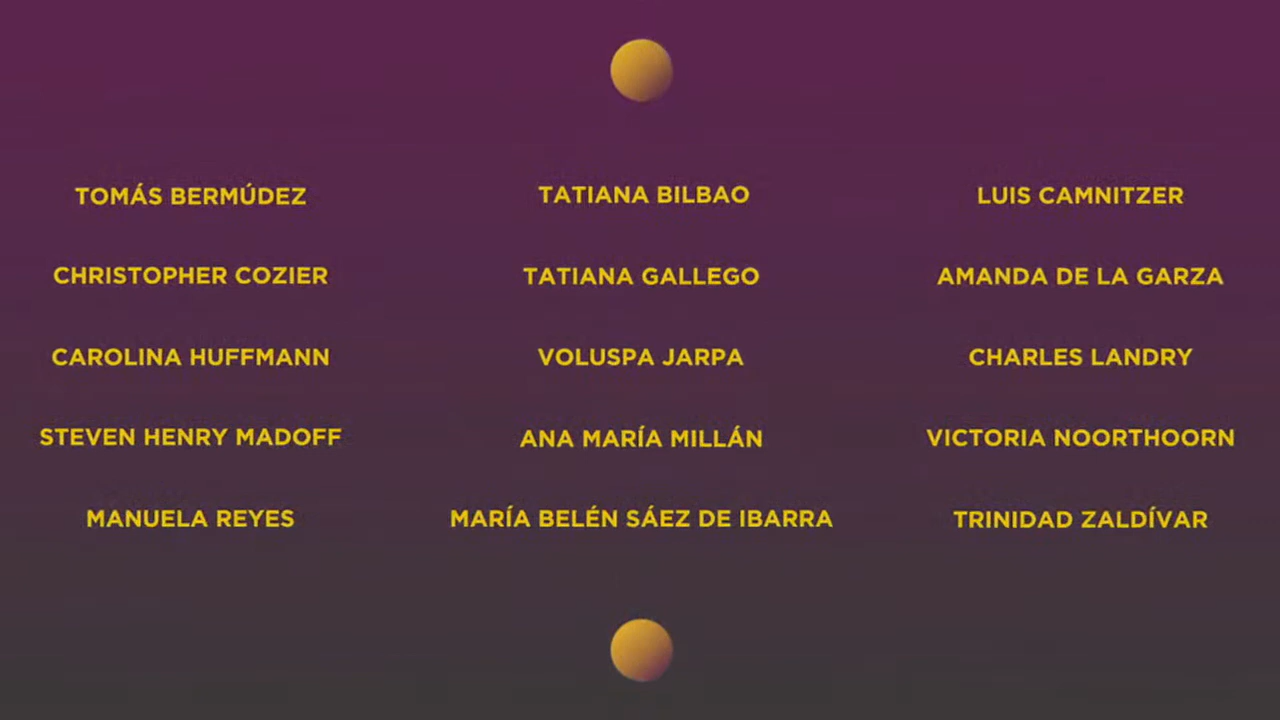 TOMÁS BERMÚDEZ
TATIANA BILBAO
LUIS CAMNITZER
CHRISTOPHER COZIER
TATIANA GALLEGO
AMANDA DE LA GARZA
CAROLINA HUFFMANN
VOLUSPA JARPA
CHARLES LANDRY
STEVEN HENRY MADOFF
ANA MARÍA MILLÁN
VICTORIA NOORTHOORN
MANUELA REYES
MARÍA BELÉN SÁEZ DE IBARRA
TRINIDAD ZALDÍVAR